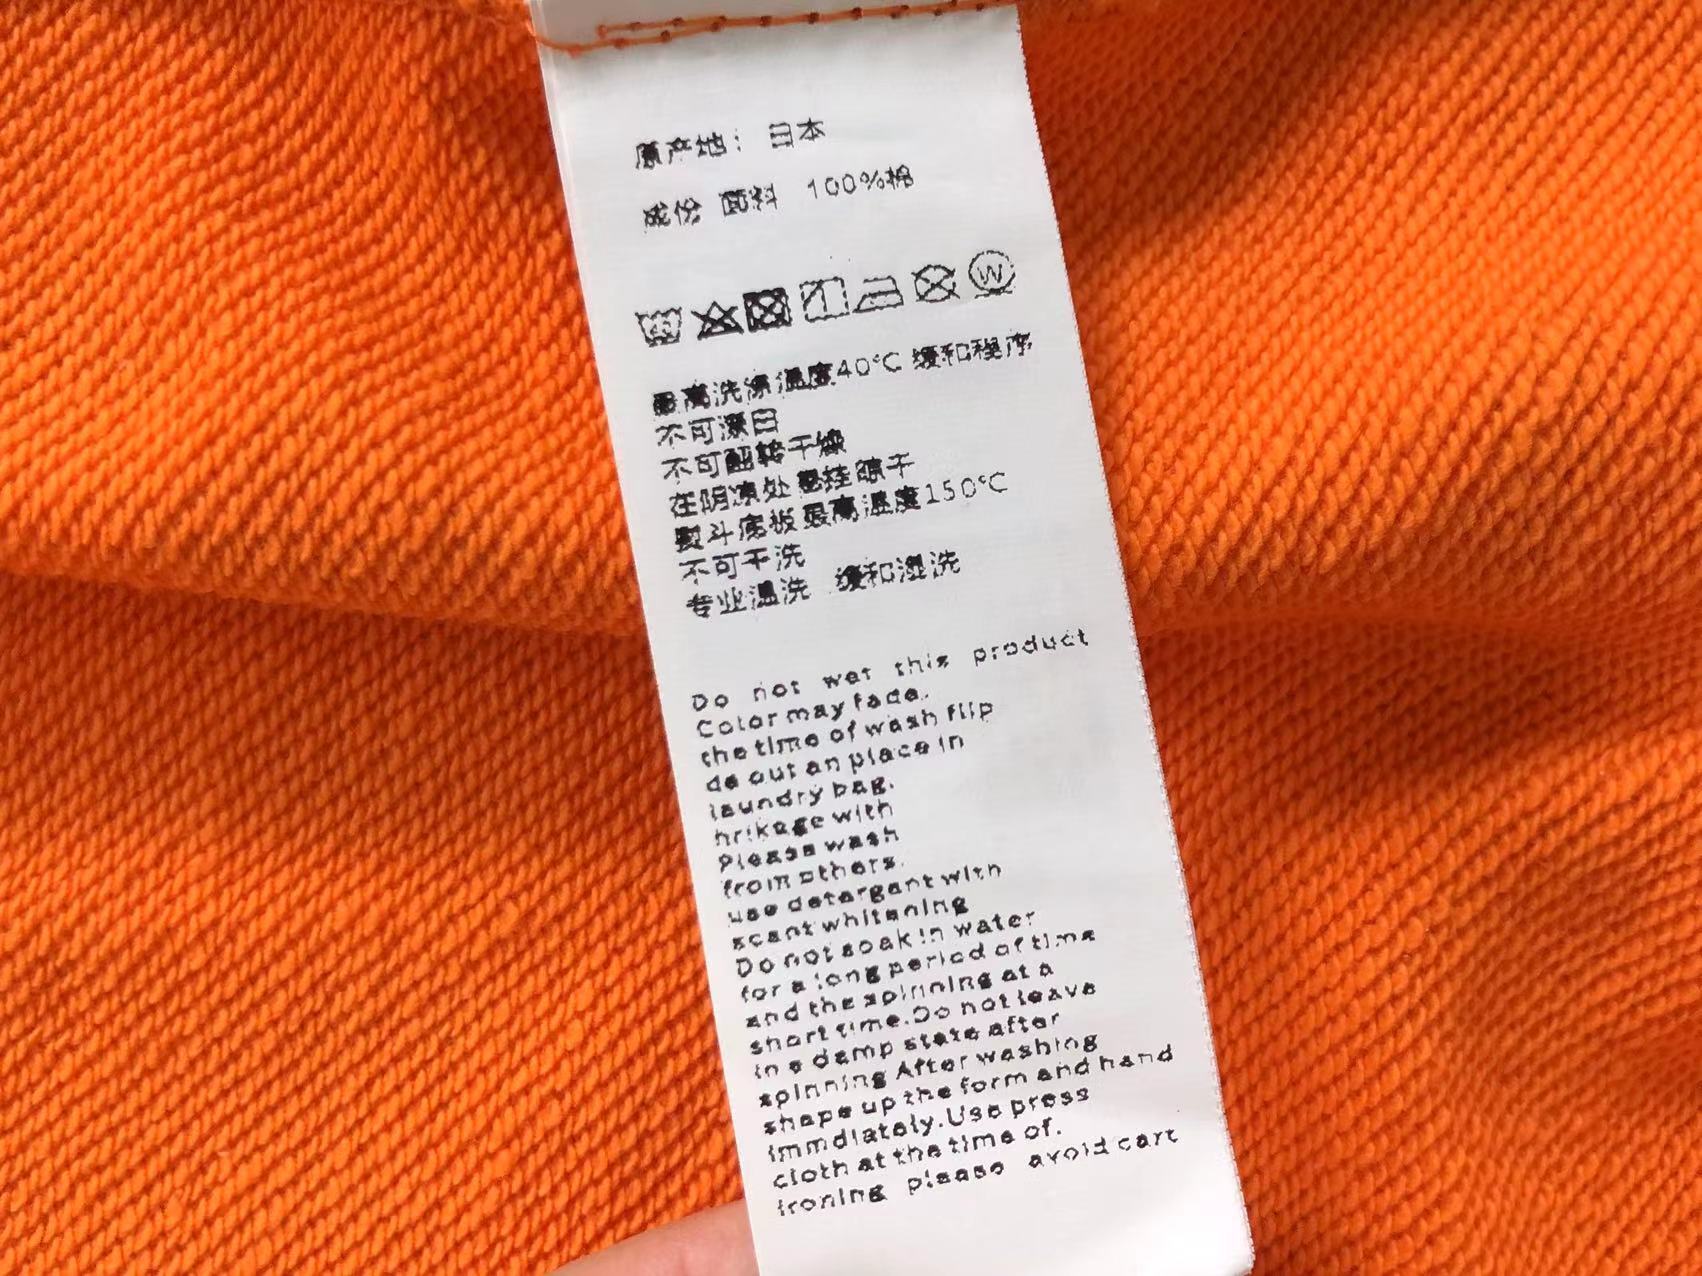 原产地：日本
成份 面料 100%棉
W
最高洗涤温度40°C 缓和程序
不可漂白
不可翻转干燥
在阴凉处悬挂晾干
熨斗底板最高温度150°C
不可干洗
专业湿洗 缓和湿洗
Do not wet this product
Color may fade.
the time of wash flip
de out an place in
laundry bag.
hrikage with
Please wash
from others.
use detergant with
scant whitening
Do not soak in water
for a long period of time
and the spinning at a
short time.Do not leave
in a damp state after
spinning After washing
shape up the form and hand
immdiately.Use press
cloth at the time of.
ironing please avoid cart